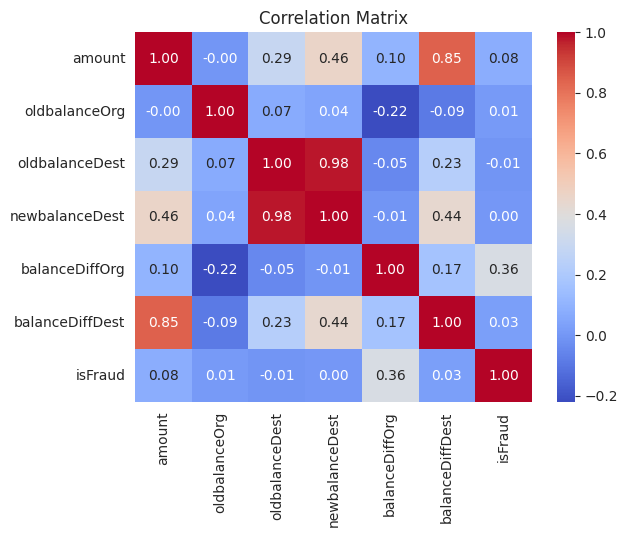 Correlation Matrix
amount 1.00 -0.00 0.29 0.46 0.10 0.85 0.08
oldbalanceOrg -0.00 1.00 0.07 0.04 -0.22 -0.09 0.01
oldbalanceDest 0.29 0.07 1.00 0.98 -0.05 0.23 -0.01
newbalanceDest 0.46 0.04 0.98 1.00 -0.01 0.44 0.00
balanceDiffOrg 0.10 -0.22 -0.05 -0.01 1.00 0.17 0.36
balanceDiffDest 0.85 -0.09 0.23 0.44 0.17 1.00 0.03
isFraud 0.08 0.01 -0.01 0.00 0.36 0.03 1.00
amount
oldbalanceOrg
oldbalanceDest
newbalanceDest
balanceDiffOrg
balanceDiffDest
isFraud
1.0
0.8
0.6
0.4
0.2
0.0
−0.2